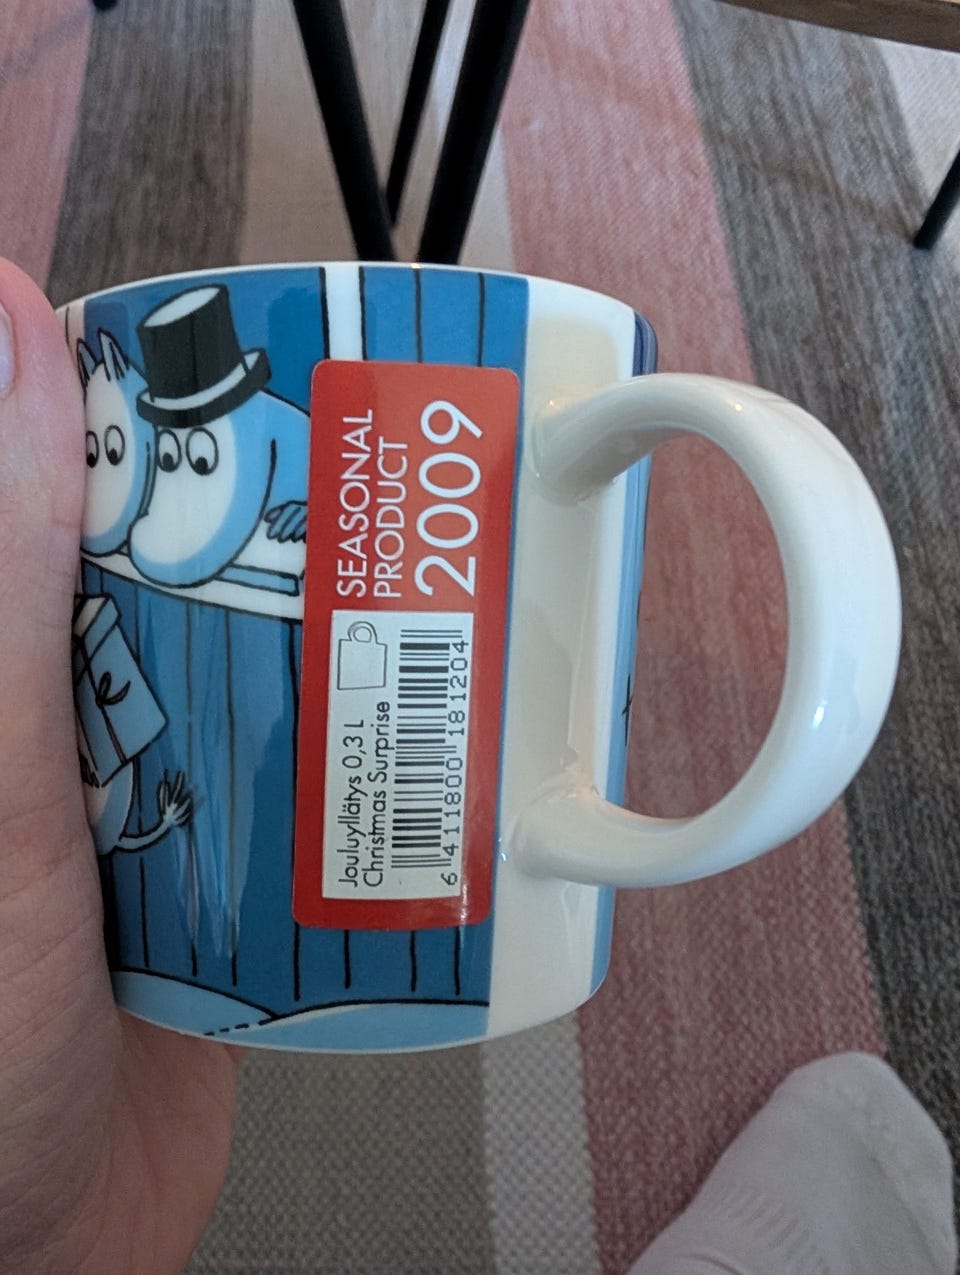 SEASONAL
PRODUCT
2009
Jouluyllätys 0,3 L
Christmas Surprise
6 411800 181204